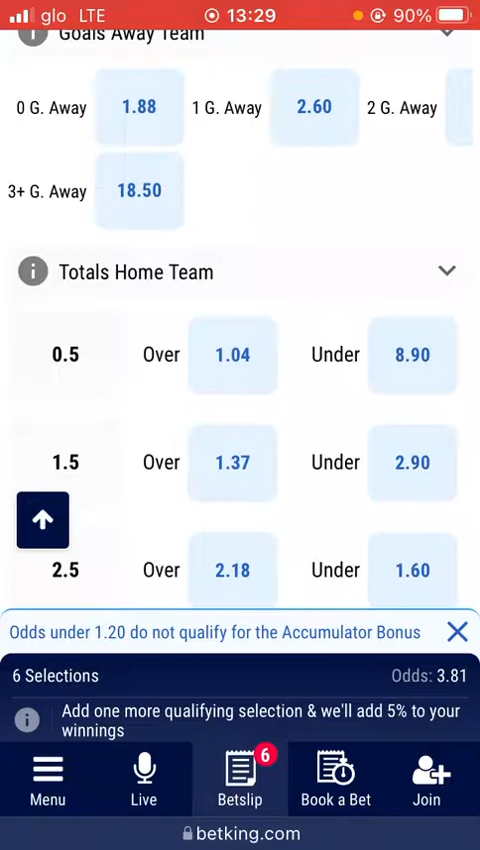 glo LTE 13:29 90%
Goals Away Team
0 G. Away 1.88 1 G. Away 2.60 2 G. Away
3+ G. Away 18.50
Totals Home Team
0.5 Over 1.04 Under 8.90
1.5 Over 1.37 Under 2.90
2.5 Over 2.18 Under 1.60
Odds under 1.20 do not qualify for the Accumulator Bonus
6 Selections Odds: 3.81
Add one more qualifying selection & we'll add 5% to your
winnings
6
Menu Live Betslip Book a Bet Join
betking.com